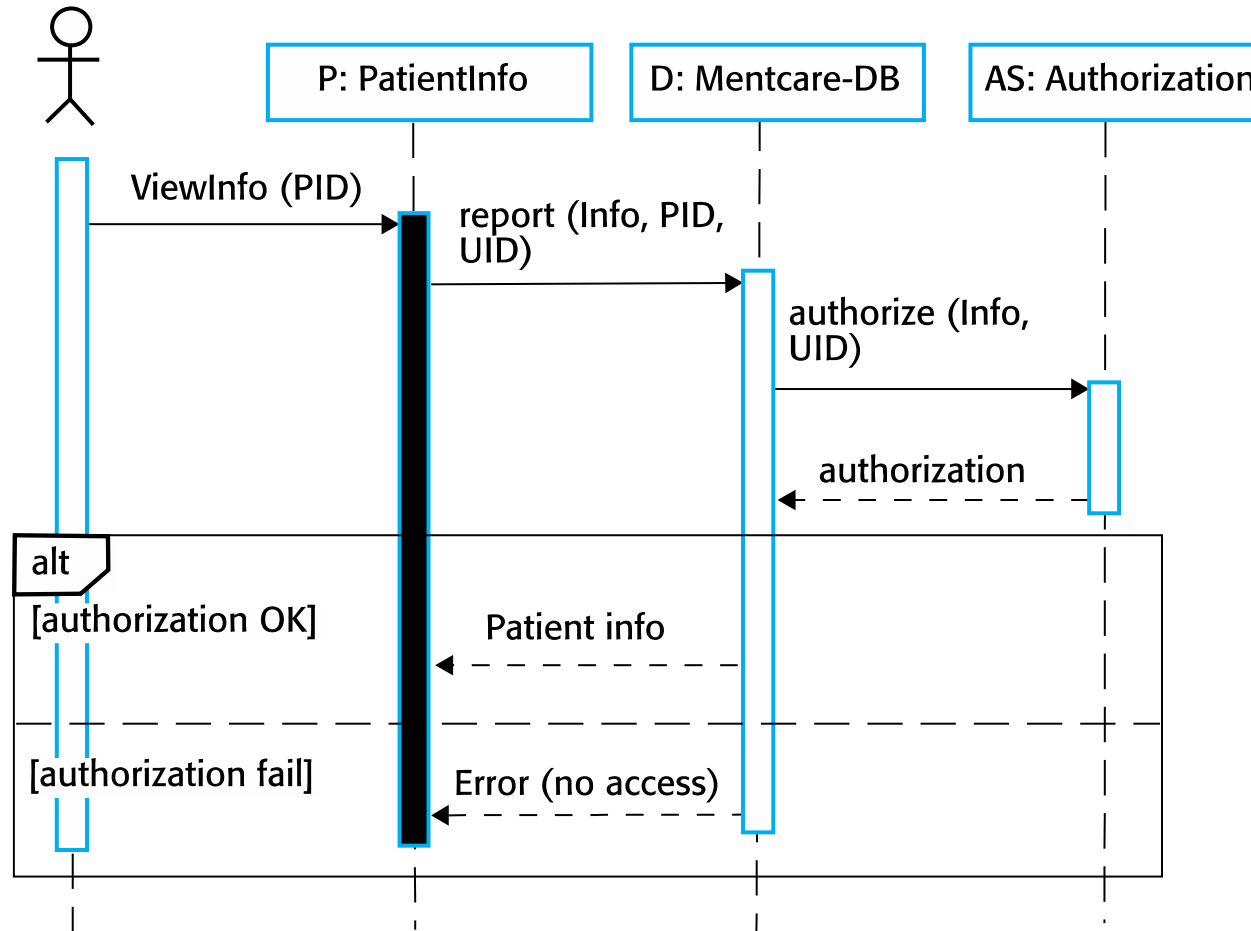 P: PatientInfo
D: Mentcare-DB
AS: Authorization
ViewInfo (PID)
report (Info, PID,
UID)
authorize (Info,
UID)
authorization
alt
[authorization OK]
Patient info
[authorization fail]
Error (no access)